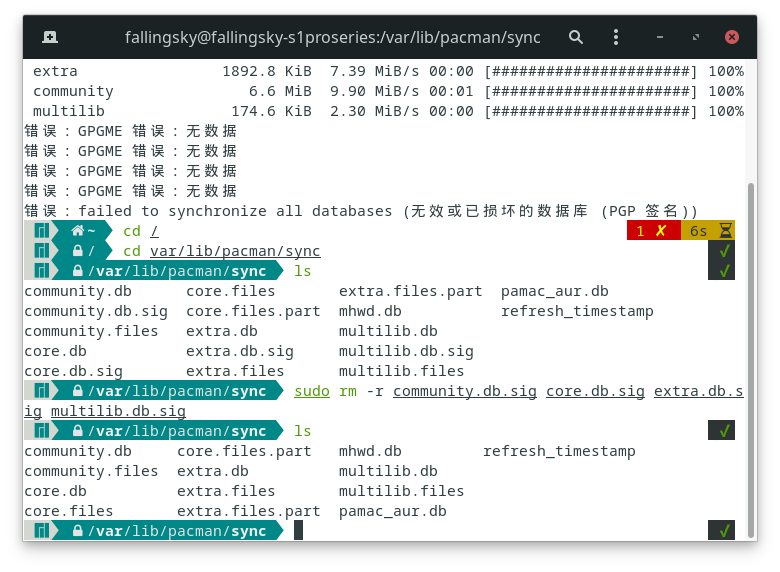 fallingsky@fallingsky-s1proseries:/var/lib/pacman/sync
extra 1892.8 KiB 7.39 MiB/s 00:00 [######################] 100%
community 6.6 MiB 9.90 MiB/s 00:01 [######################] 100%
multilib 174.6 KiB 2.30 MiB/s 00:00 [######################] 100%
错误：GPGME 错误：无数据
错误：GPGME 错误：无数据
错误：GPGME 错误：无数据
错误：GPGME 错误：无数据
错误：failed to synchronize all databases (无效或已损坏的数据库 (PGP 签名))
~ cd / 1 ✘ 6s
/ cd var/lib/pacman/sync ✓
/var/lib/pacman/sync ls ✓
community.db core.files extra.files.part pamac_aur.db
community.db.sig core.files.part mhwd.db refresh_timestamp
community.files extra.db multilib.db
core.db extra.db.sig multilib.db.sig
core.db.sig extra.files multilib.files
/var/lib/pacman/sync sudo rm -r community.db.sig core.db.sig extra.db.s
ig multilib.db.sig
/var/lib/pacman/sync ls ✓
community.db core.files.part mhwd.db refresh_timestamp
community.files extra.db multilib.db
core.db extra.files multilib.files
core.files extra.files.part pamac_aur.db
/var/lib/pacman/sync ✓